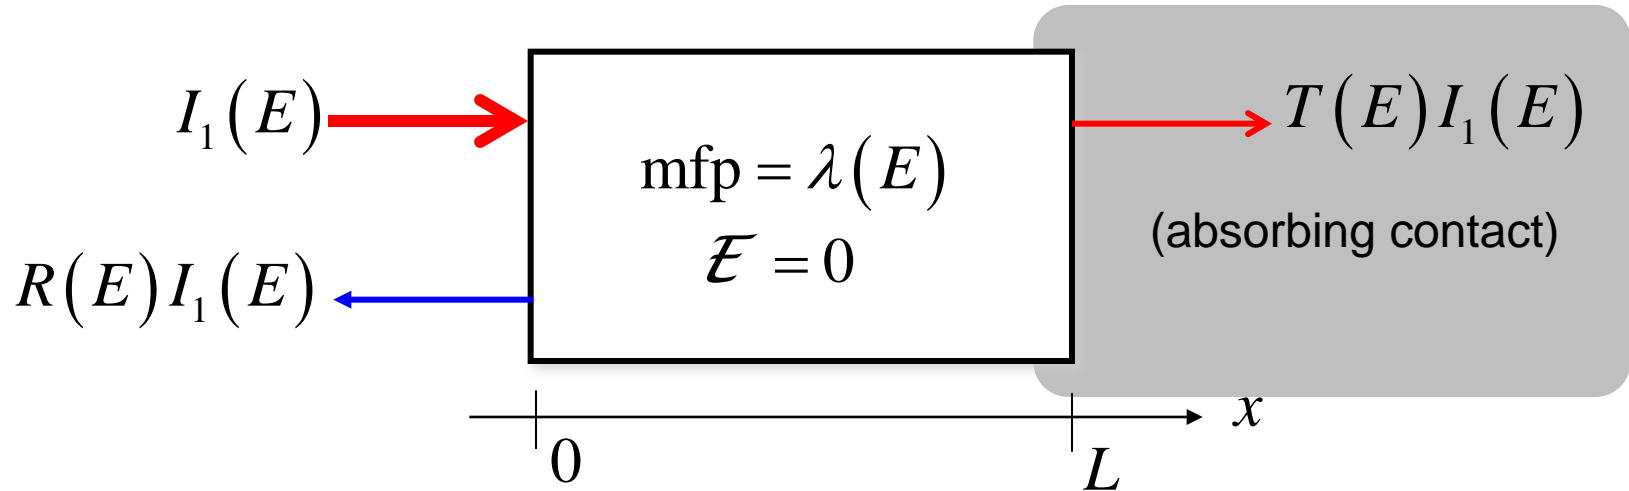 I₁(E)
T(E)I₁(E)
mfp = λ(E)
(absorbing contact)
ℰ = 0
R(E)I₁(E)
x
0
L